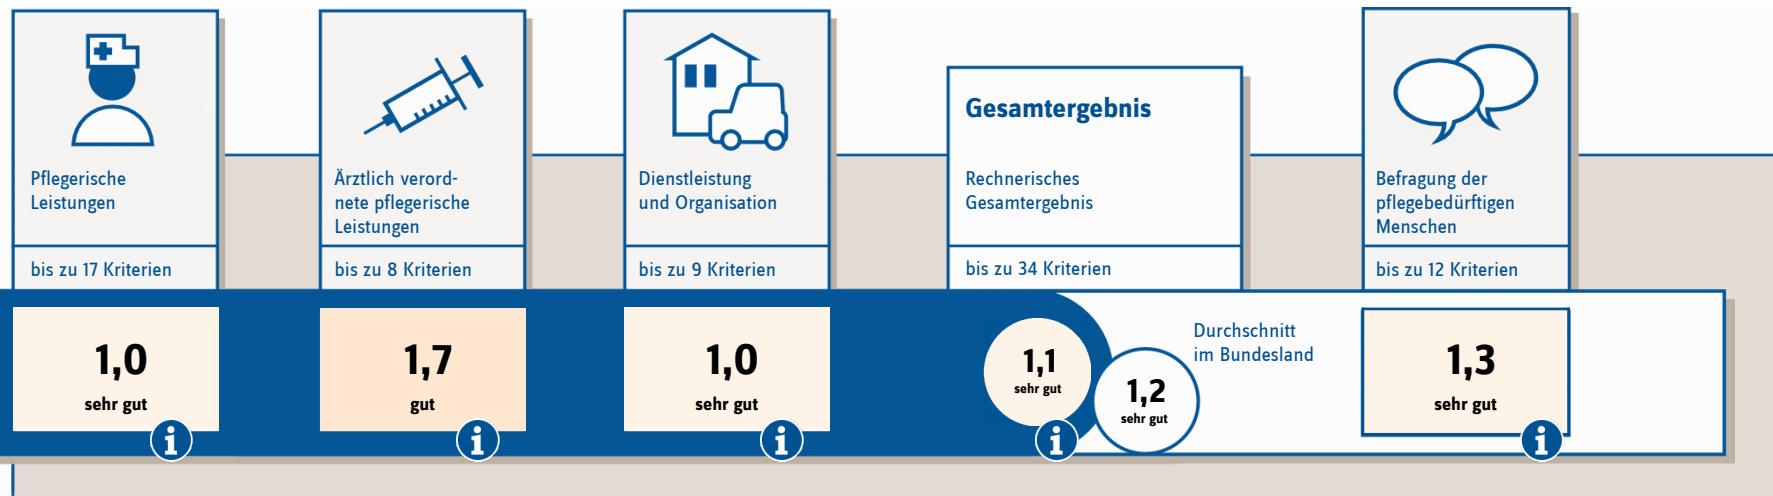 Pflegerische
Leistungen
bis zu 17 Kriterien
1,0
sehr gut
i
Ärztlich verord-
nete pflegerische
Leistungen
bis zu 8 Kriterien
1,7
gut
i
Dienstleistung
und Organisation
bis zu 9 Kriterien
1,0
sehr gut
i
Gesamtergebnis
Rechnerisches
Gesamtergebnis
bis zu 34 Kriterien
1,1
sehr gut
i
1,2
sehr gut
Durchschnitt
im Bundesland
Befragung der
pflegebedürftigen
Menschen
bis zu 12 Kriterien
1,3
sehr gut
i